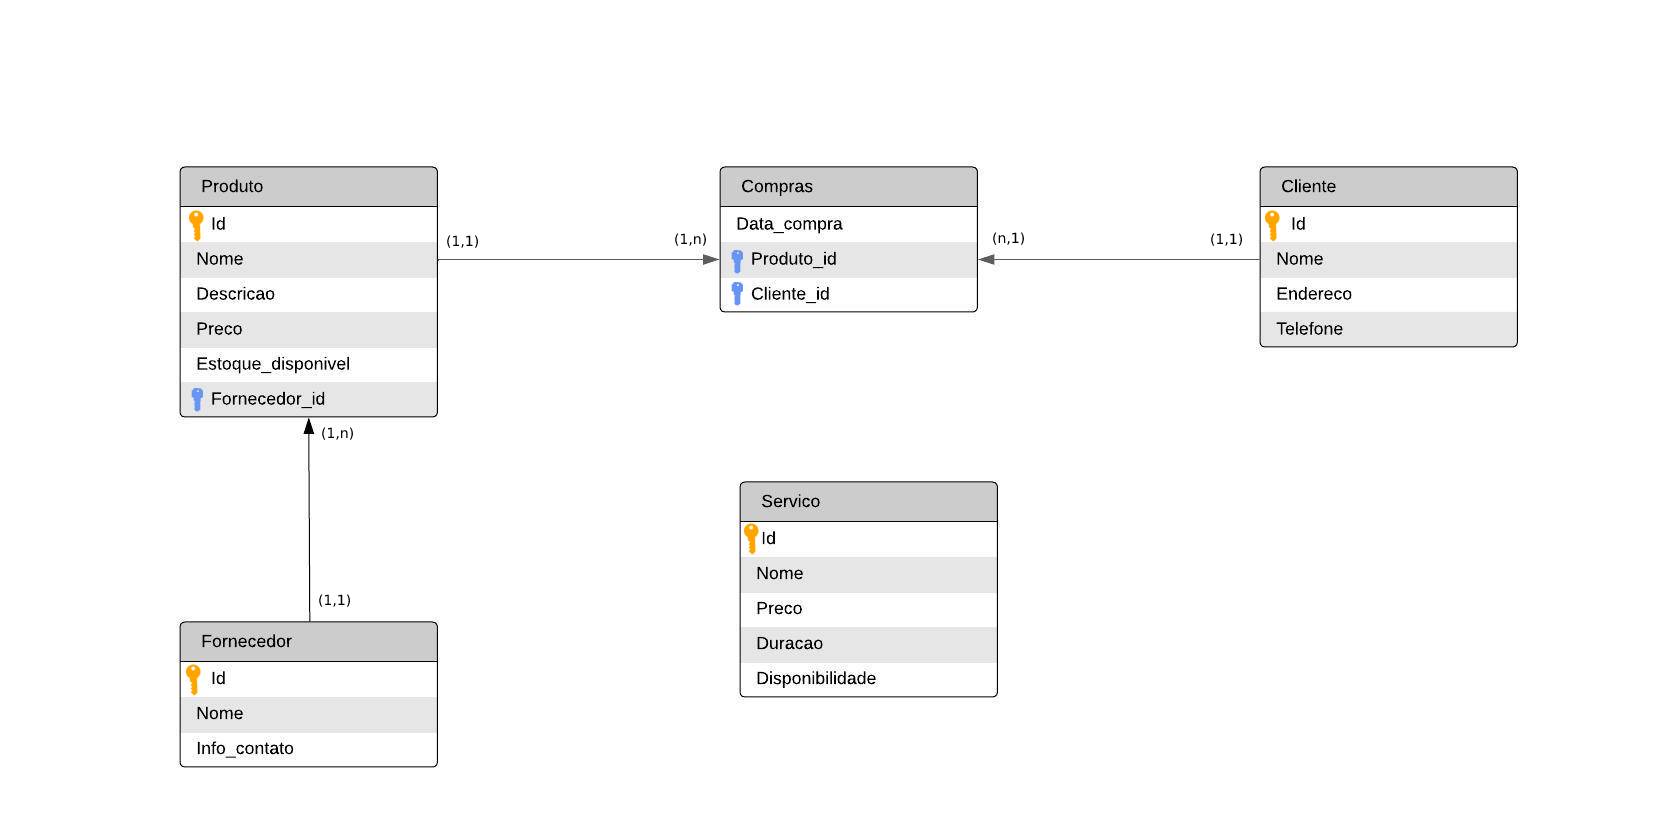 Produto
Id
Nome
Descricao
Preco
Estoque_disponivel
Fornecedor_id
(1,1)
(1,n)
Compras
Data_compra
Produto_id
Cliente_id
(n,1)
(1,1)
Cliente
Id
Nome
Endereco
Telefone
(1,n)
(1,1)
Fornecedor
Id
Nome
Info_contato
Servico
Id
Nome
Preco
Duracao
Disponibilidade